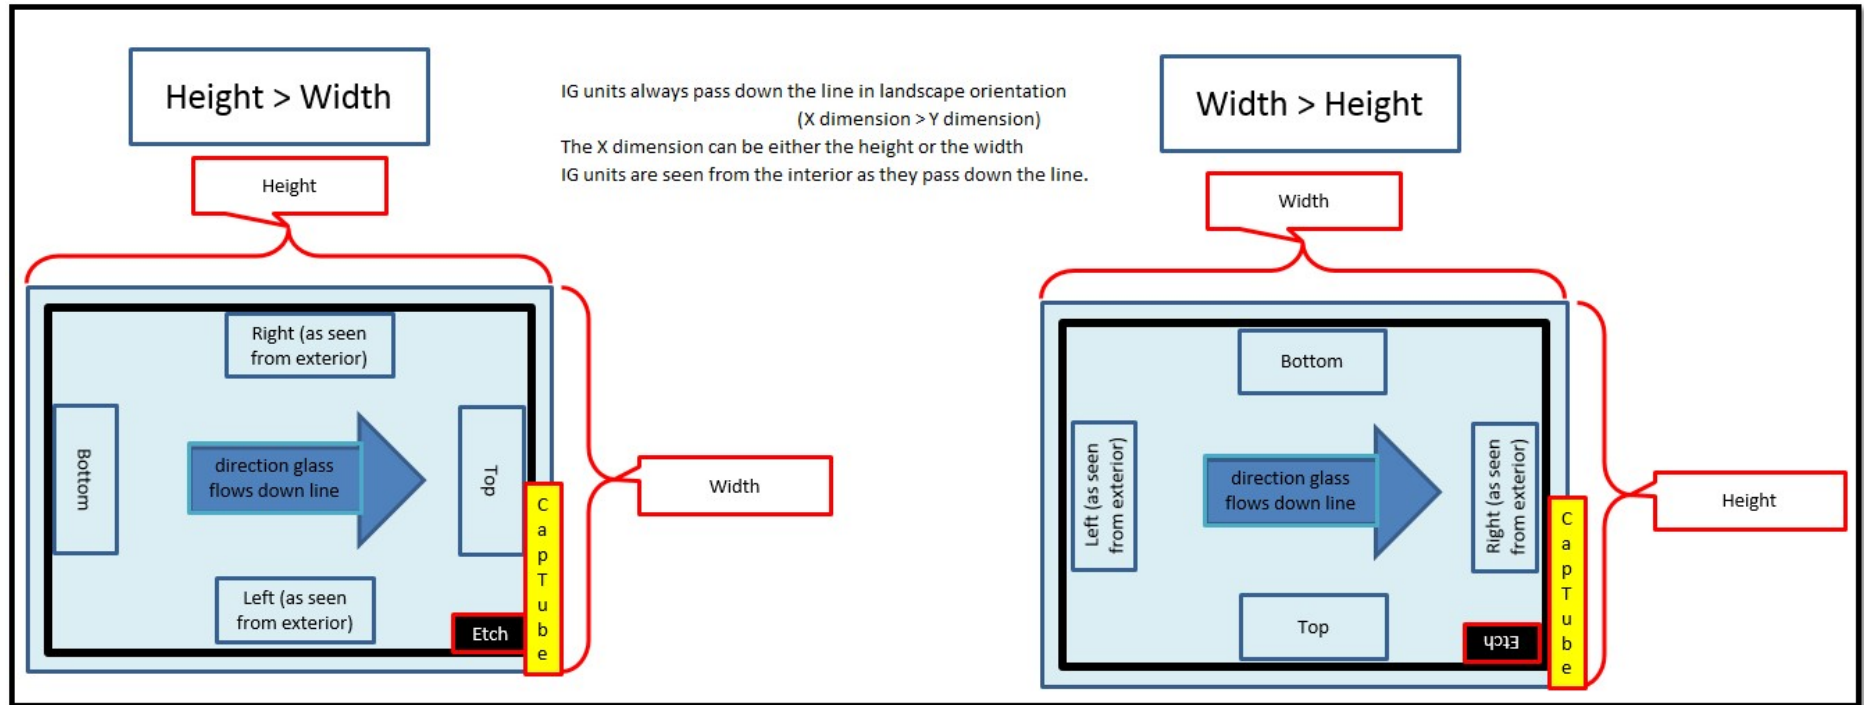 Height > Width
IG units always pass down the line in landscape orientation
(X dimension > Y dimension)
The X dimension can be either the height or the width
IG units are seen from the interior as they pass down the line.
Width > Height
Height
Right (as seen
from exterior)
Bottom
direction glass
flows down line
Top
Left (as seen
from exterior)
Etch
CapTube
Width
Width
Bottom
Left (as seen
from exterior)
direction glass
flows down line
Right (as seen
from exterior)
Top
Etch
CapTube
Height